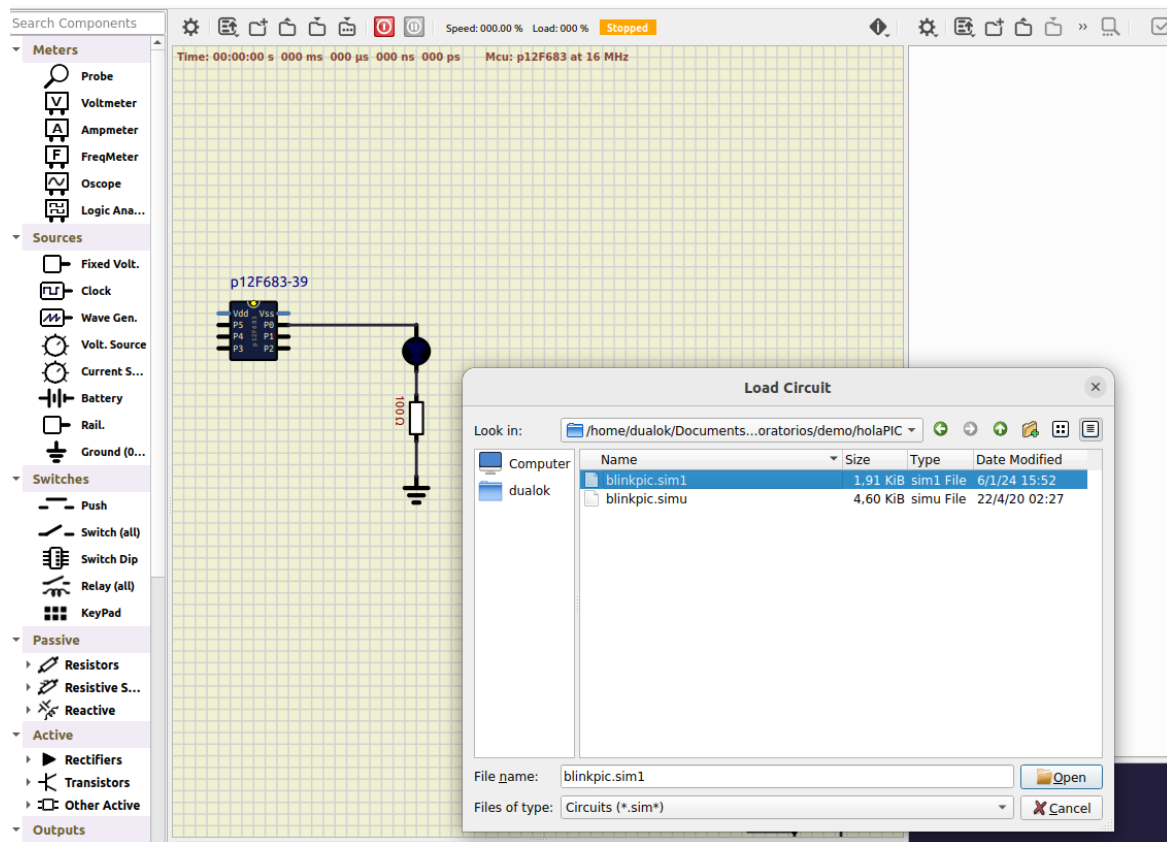 Search Components
Speed: 000.00 % Load: 000 % Stopped
»
Meters
Probe
Voltmeter
Ampmeter
FreqMeter
Oscope
Logic Ana...
Sources
Fixed Volt.
Clock
Wave Gen.
Volt. Source
Current S...
Battery
Rail.
Ground (0...
Switches
Push
Switch (all)
Switch Dip
Relay (all)
KeyPad
Passive
Resistors
Resistive S...
Reactive
Active
Rectifiers
Transistors
Other Active
Outputs
Time: 00:00:00 s 000 ms 000 µs 000 ns 000 ps Mcu: p12F683 at 16 MHz
p12F683-39
Vdd Vss
P5 P0
P4 P1
P3 P2
p12F683
100 Ω
Load Circuit
Look in: /home/dualok/Documents...oratorios/demo/holaPIC
Computer
dualok
Name Size Type Date Modified
blinkpic.sim1 1,91 KiB sim1 File 6/1/24 15:52
blinkpic.simu 4,60 KiB simu File 22/4/20 02:27
File name: blinkpic.sim1 Open
Files of type: Circuits (*.sim*) Cancel